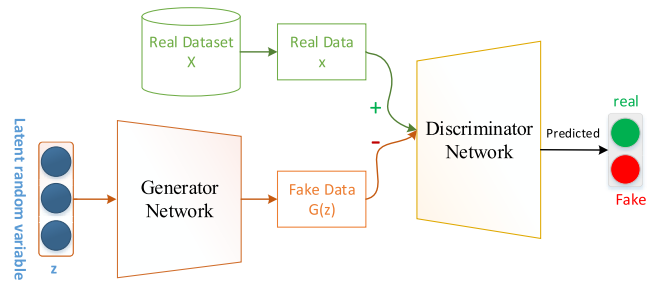 Real Dataset
X
Real Data
x
+
-
Latent random variable
z
Generator
Network
Fake Data
G(z)
Discriminator
Network
Predicted
real
Fake